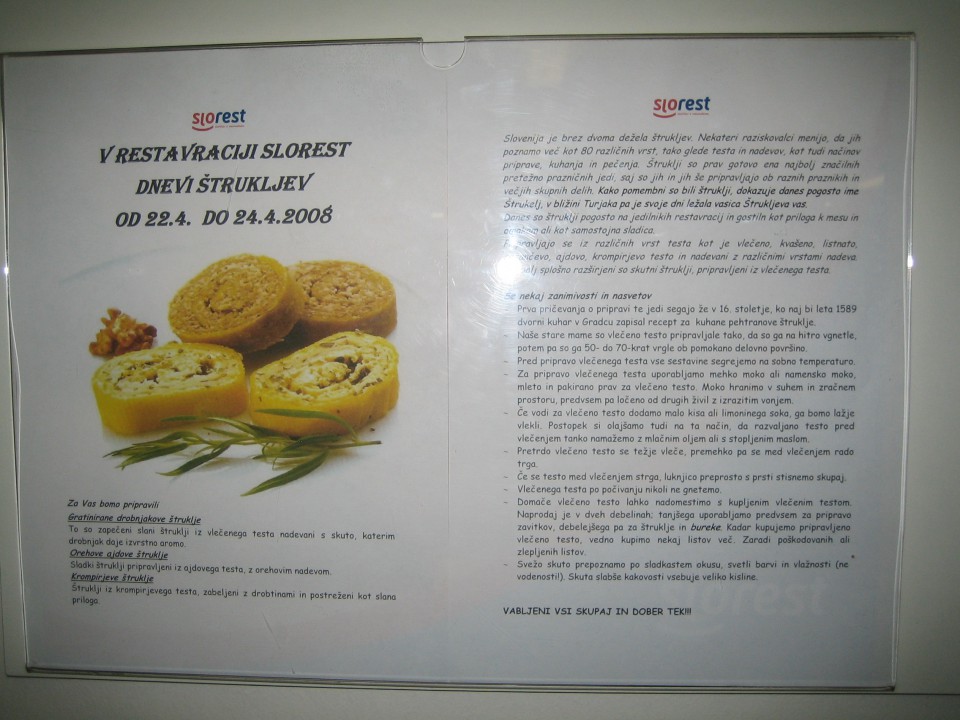 slorest
V RESTAVRACIJI SLOREST
DNEVI ŠTRUKLJEV
OD 22.4. DO 24.4.2008
Za Vas bomo pripravili
Gratinirane drobnjakove štruklje
To so zapečeni slani štruklji iz vlečenega testa nadevani s skuto, katerim
drobnjak daje izvrstno aromo.
Orehove ajdove štruklje
Sladki štruklji pripravljeni iz ajdovega testa, z orehovim nadevom.
Krompirjeve štruklje
Štruklji iz krompirjevega testa, zabeljeni z drobtinami in postreženi kot slana
priloga.
slorest
Slovenija je brez dvoma dežela štrukljev. Nekateri raziskovalci menijo, da jih
poznamo več kot 80 različnih vrst, tako glede testa in nadevov, kot tudi načinov
priprave, kuhanja in pečenja. Štruklji so prav gotovo ena najbolj značilnih
pretežno prazničnih jedi, saj so jih in jih še pripravljajo ob raznih praznikih in
večjih skupnih delih. Kako pomembni so bili štruklji, dokazuje danes pogosto ime
Štrukelj, v bližini Turjaka pa je svoje dni ležala vasica Štrukljeva vas.
Danes so štruklji pogosto na jedilnikih restavracij in gostiln kot priloga k mesu in
ali kot samostojna sladica.
se iz različnih vrst testa kot je vlečeno, kvašeno, listnato,
ajdovo, krompirjevo testo in nadevani z različnimi vrstami nadeva.
splošno razširjeni so skutni štruklji, pripravljeni iz vlečenega testa.
Še nekaj zanimivosti in nasvetov
Prva pričevanja o pripravi te jedi segajo že v 16. stoletje, ko naj bi leta 1589
dvorni kuhar v Gradcu zapisal recept za kuhane pehtranove štruklje.
– Naše stare mame so vlečeno testo pripravljale tako, da so ga na hitro vgnetle,
potem pa so ga 50- do 70-krat vrgle ob pomokano delovno površino.
– Pred pripravo vlečenega testa vse sestavine segrejemo na sobno temperaturo.
– Za pripravo vlečenega testa uporabljamo mehko moko ali namensko moko,
mleto in pakirano prav za vlečeno testo. Moko hranimo v suhem in zračnem
prostoru, predvsem pa ločeno od drugih živil z izrazitim vonjem.
– Če vodi za vlečeno testo dodamo malo kisa ali limoninega soka, ga bomo lažje
vlekli. Postopek si olajšamo tudi na ta način, da razvaljano testo pred
vlečenjem tanko namažemo z mlačnim oljem ali s stopljenim maslom.
– Pretrdo vlečeno testo se težje vleče, premehko pa se med vlečenjem rado
trga.
– Če se testo med vlečenjem strga, luknjico preprosto s prsti stisnemo skupaj.
– Vlečenega testa po počivanju nikoli ne gnetemo.
– Domače vlečeno testo lahko nadomestimo s kupljenim vlečenim testom.
Naprodaj je v dveh debelinah; tanjšega uporabljamo predvsem za pripravo
zavitkov, debelejšega pa za štruklje in bureke. Kadar kupujemo pripravljeno
vlečeno testo, vedno kupimo nekaj listov več. Zaradi poškodovanih ali
zlepljenih listov.
– Svežo skuto prepoznamo po sladkastem okusu, svetli barvi in vlažnosti (ne
vodenosti!). Skuta slabše kakovosti vsebuje veliko kisline.
slorest
VABLJENI VSI SKUPAJ IN DOBER TEK!!!